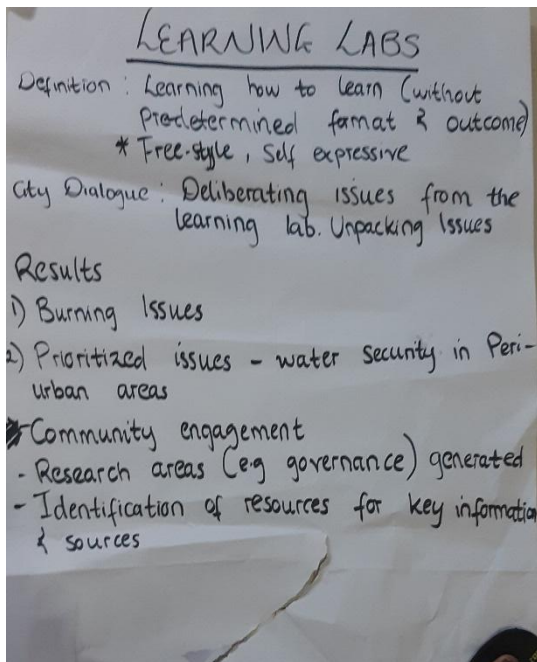 LEARNING LABS
Definition : Learning how to learn (without
predetermined format & outcome)
* Free-style, Self expressive
City Dialogue : Deliberating issues from the
learning lab. Unpacking Issues
Results
1) Burning Issues
2) Prioritized issues - water security in Peri-
urban areas
Community engagement
- Research areas (e.g governance) generated
- Identification of resources for key information
& sources